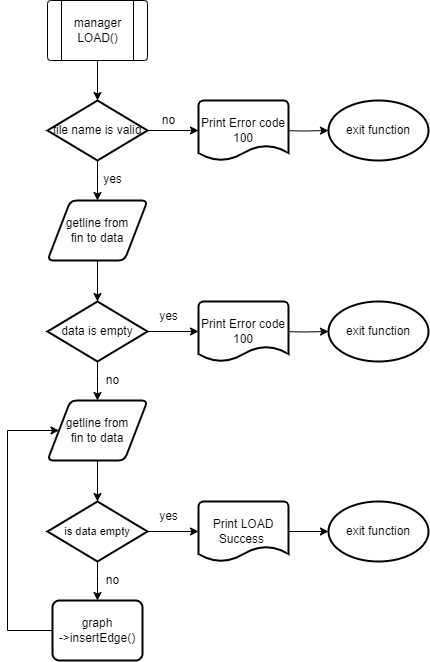 manager
LOAD()
file name is valid
no
Print Error code
100
exit function
yes
getline from
fin to data
data is empty
yes
Print Error code
100
exit function
no
getline from
fin to data
is data empty
yes
Print LOAD
Success
exit function
no
graph
->insertEdge()